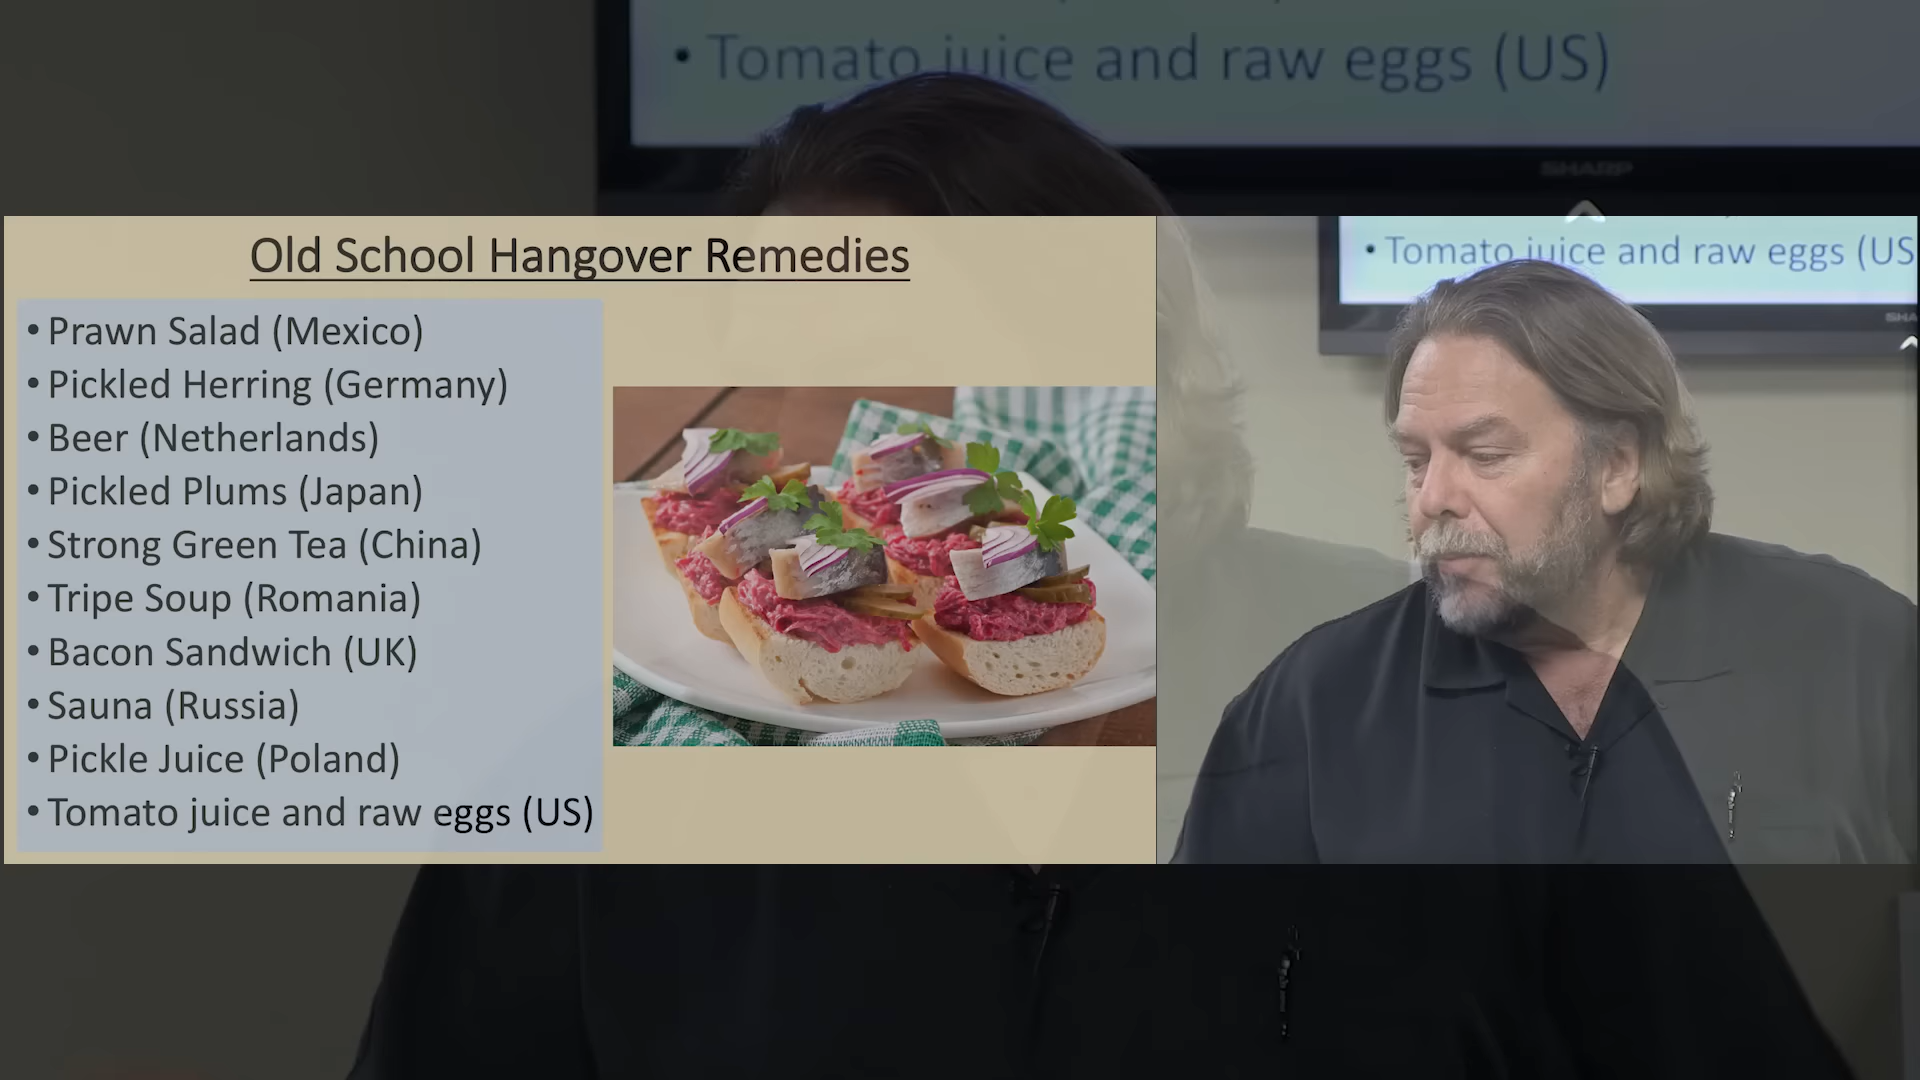 • Tomato juice and raw eggs (US)
SHARP
Old School Hangover Remedies
• Prawn Salad (Mexico)
• Pickled Herring (Germany)
• Beer (Netherlands)
• Pickled Plums (Japan)
• Strong Green Tea (China)
• Tripe Soup (Romania)
• Bacon Sandwich (UK)
• Sauna (Russia)
• Pickle Juice (Poland)
• Tomato juice and raw eggs (US)
• Tomato juice and raw eggs (US
SHA